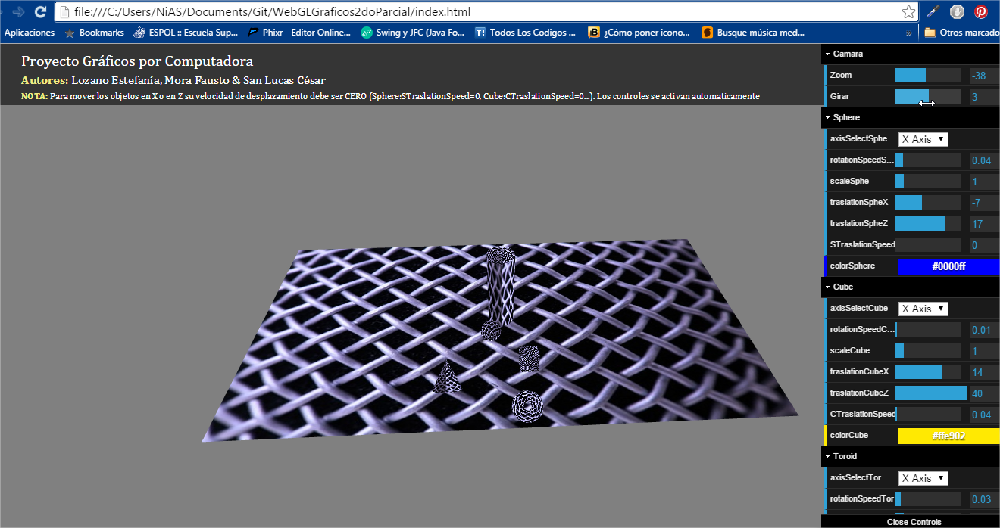 file:///C:/Users/NiAS/Documents/Git/WebGLGraficos2doParcial/index.html
Aplicaciones Bookmarks ESPOL :: Escuela Sup... Phixr - Editor Online... Swing y JFC (Java Fo... T! Todos Los Codigos ... iB ¿Cómo poner icono... Busque música med... » Otros marcado
Proyecto Gráficos por Computadora
Autores: Lozano Estefanía, Mora Fausto & San Lucas César
NOTA: Para mover los objetos en X o en Z su velocidad de desplazamiento debe ser CERO (Sphere:STraslationSpeed=0, Cube:CTraslationSpeed=0...). Los controles se activan automaticamente
Camara
Zoom -38
Girar 3
Sphere
axisSelectSphe X Axis
rotationSpeedS... 0.04
scaleSphe 1
traslationSpheX -7
traslationSpheZ 17
STraslationSpeed 0
colorSphere #0000ff
Cube
axisSelectCube X Axis
rotationSpeedC... 0.01
scaleCube 1
traslationCubeX 14
traslationCubeZ 40
CTraslationSpeed 0.04
colorCube #ffe902
Toroid
axisSelectTor X Axis
rotationSpeedTor 0.03
Close Controls